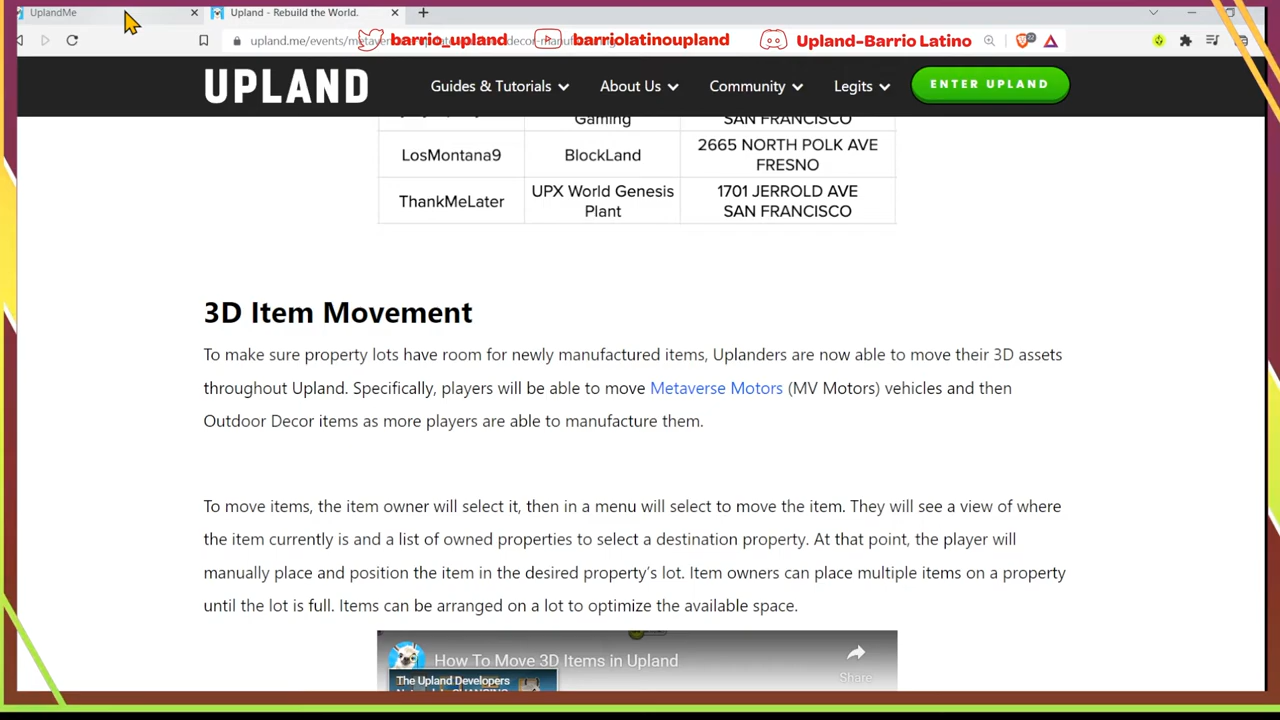 UplandMe
Upland - Rebuild the World.
upland.me/events/
barrio_upland
barriolatinoupland
Upland-Barrio Latino
UPLAND
Guides & Tutorials
About Us
Community
Legits
ENTER UPLAND
Gaming
SAN FRANCISCO
LosMontana9
BlockLand
2665 NORTH POLK AVE
FRESNO
ThankMeLater
UPX World Genesis
Plant
1701 JERROLD AVE
SAN FRANCISCO
3D Item Movement
To make sure property lots have room for newly manufactured items, Uplanders are now able to move their 3D assets
throughout Upland. Specifically, players will be able to move Metaverse Motors (MV Motors) vehicles and then
Outdoor Decor items as more players are able to manufacture them.
To move items, the item owner will select it, then in a menu will select to move the item. They will see a view of where
the item currently is and a list of owned properties to select a destination property. At that point, the player will
manually place and position the item in the desired property's lot. Item owners can place multiple items on a property
until the lot is full. Items can be arranged on a lot to optimize the available space.
How To Move 3D Items in Upland
Share
The Upland Developers